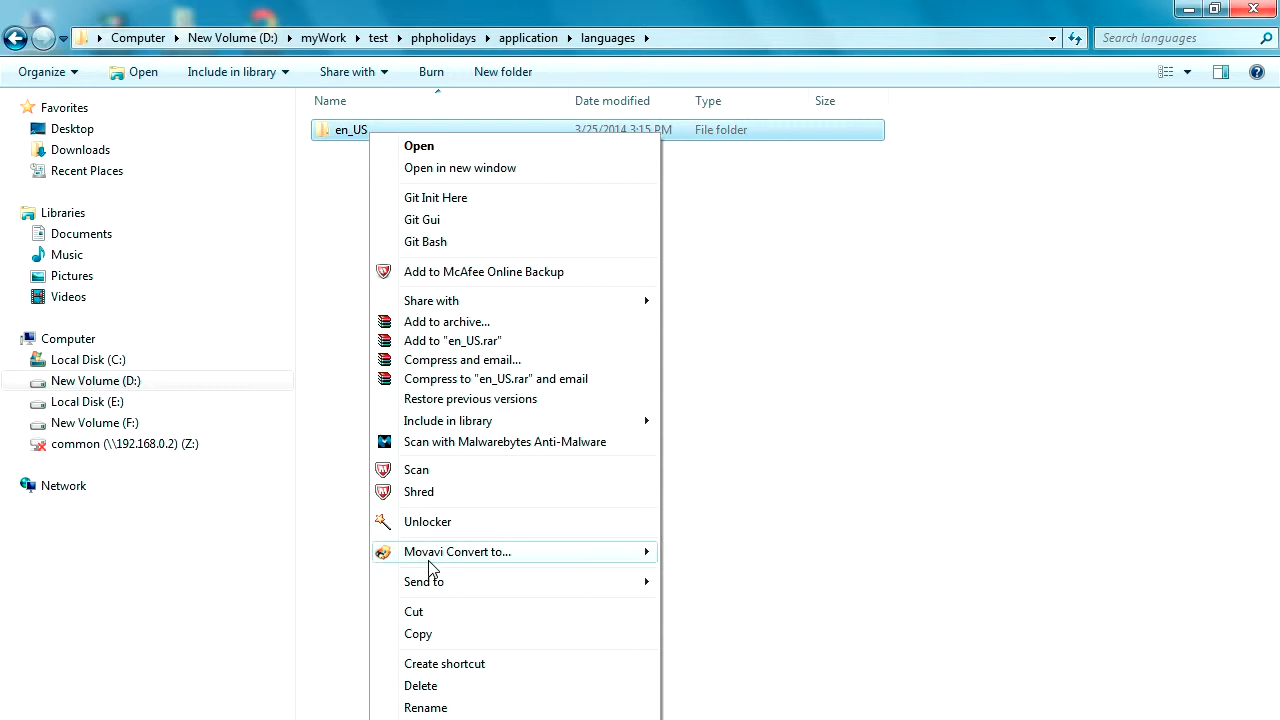 Computer New Volume (D:) myWork test phpholidays application languages
Search languages
Organize Open Include in library Share with Burn New folder
Name Date modified Type Size
en_US 3/25/2014 3:15 PM File folder
Favorites
Desktop
Downloads
Recent Places
Libraries
Documents
Music
Pictures
Videos
Computer
Local Disk (C:)
New Volume (D:)
Local Disk (E:)
New Volume (F:)
common (\\192.168.0.2) (Z:)
Network
Open
Open in new window
Git Init Here
Git Gui
Git Bash
Add to McAfee Online Backup
Share with
Add to archive...
Add to "en_US.rar"
Compress and email...
Compress to "en_US.rar" and email
Restore previous versions
Include in library
Scan with Malwarebytes Anti-Malware
Scan
Shred
Unlocker
Movavi Convert to...
Send to
Cut
Copy
Create shortcut
Delete
Rename